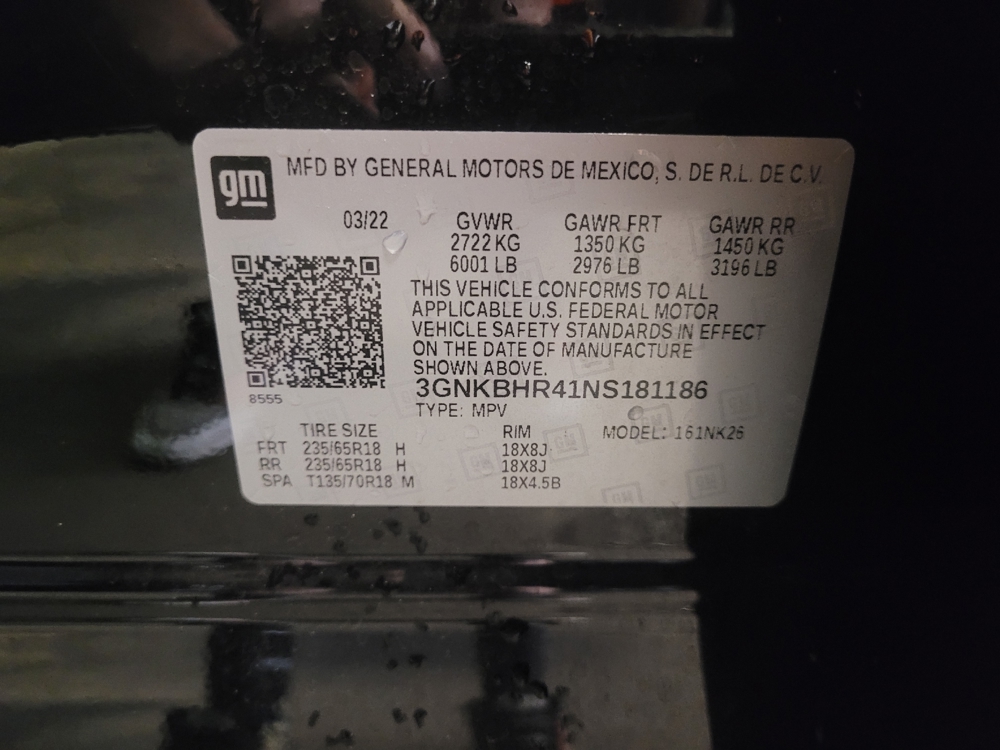 gm
MFD BY GENERAL MOTORS DE MEXICO, S. DE R.L. DE C.V.
03/22 GVWR GAWR FRT GAWR RR
2722 KG 1350 KG 1450 KG
6001 LB 2976 LB 3196 LB
THIS VEHICLE CONFORMS TO ALL
APPLICABLE U.S. FEDERAL MOTOR
VEHICLE SAFETY STANDARDS IN EFFECT
ON THE DATE OF MANUFACTURE
SHOWN ABOVE.
3GNKBHR41NS181186
8555
TYPE: MPV
TIRE SIZE RIM MODEL: 161NK26
FRT 235/65R18 H 18X8J
RR 235/65R18 H 18X8J
SPA T135/70R18 M 18X4.5B